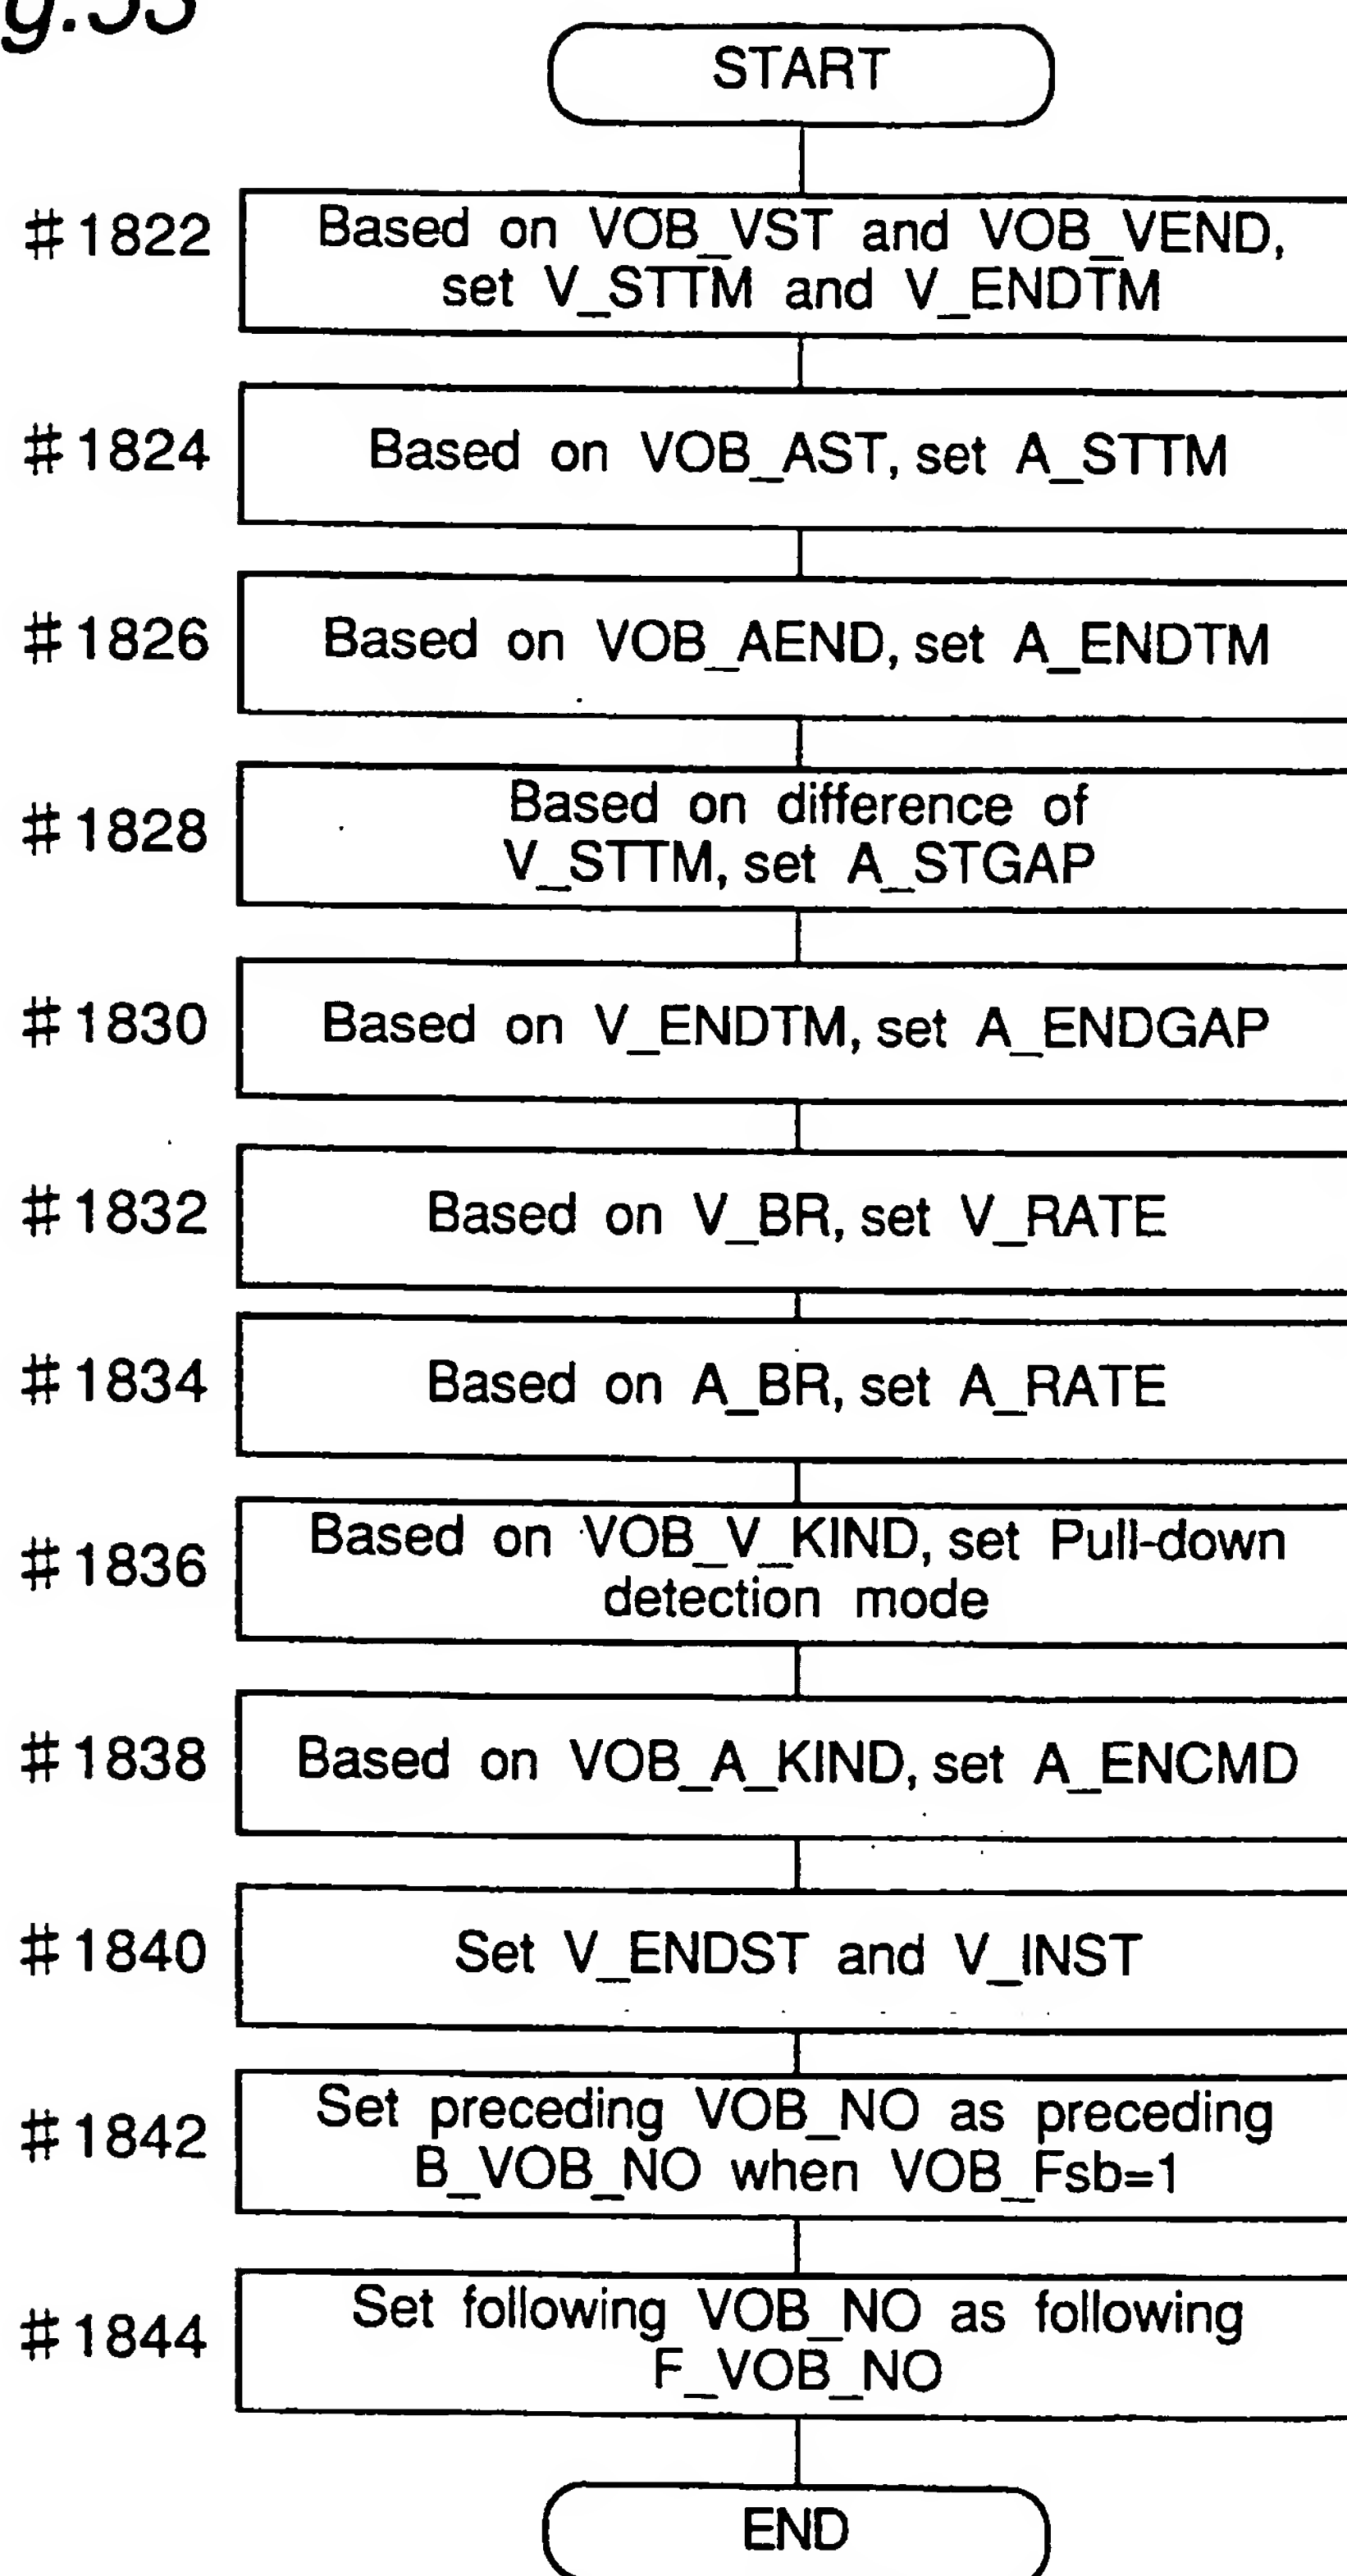 g.53
START
#1822
Based on VOB_VST and VOB_VEND,
set V_STTM and V_ENDTM
#1824
Based on VOB_AST, set A_STTM
#1826
Based on VOB_AEND, set A_ENDTM
#1828
Based on difference of
V_STTM, set A_STGAP
#1830
Based on V_ENDTM, set A_ENDGAP
#1832
Based on V_BR, set V_RATE
#1834
Based on A_BR, set A_RATE
#1836
Based on VOB_V_KIND, set Pull-down
detection mode
#1838
Based on VOB_A_KIND, set A_ENCMD
#1840
Set V_ENDST and V_INST
#1842
Set preceding VOB_NO as preceding
B_VOB_NO when VOB_Fsb=1
#1844
Set following VOB_NO as following
F_VOB_NO
END